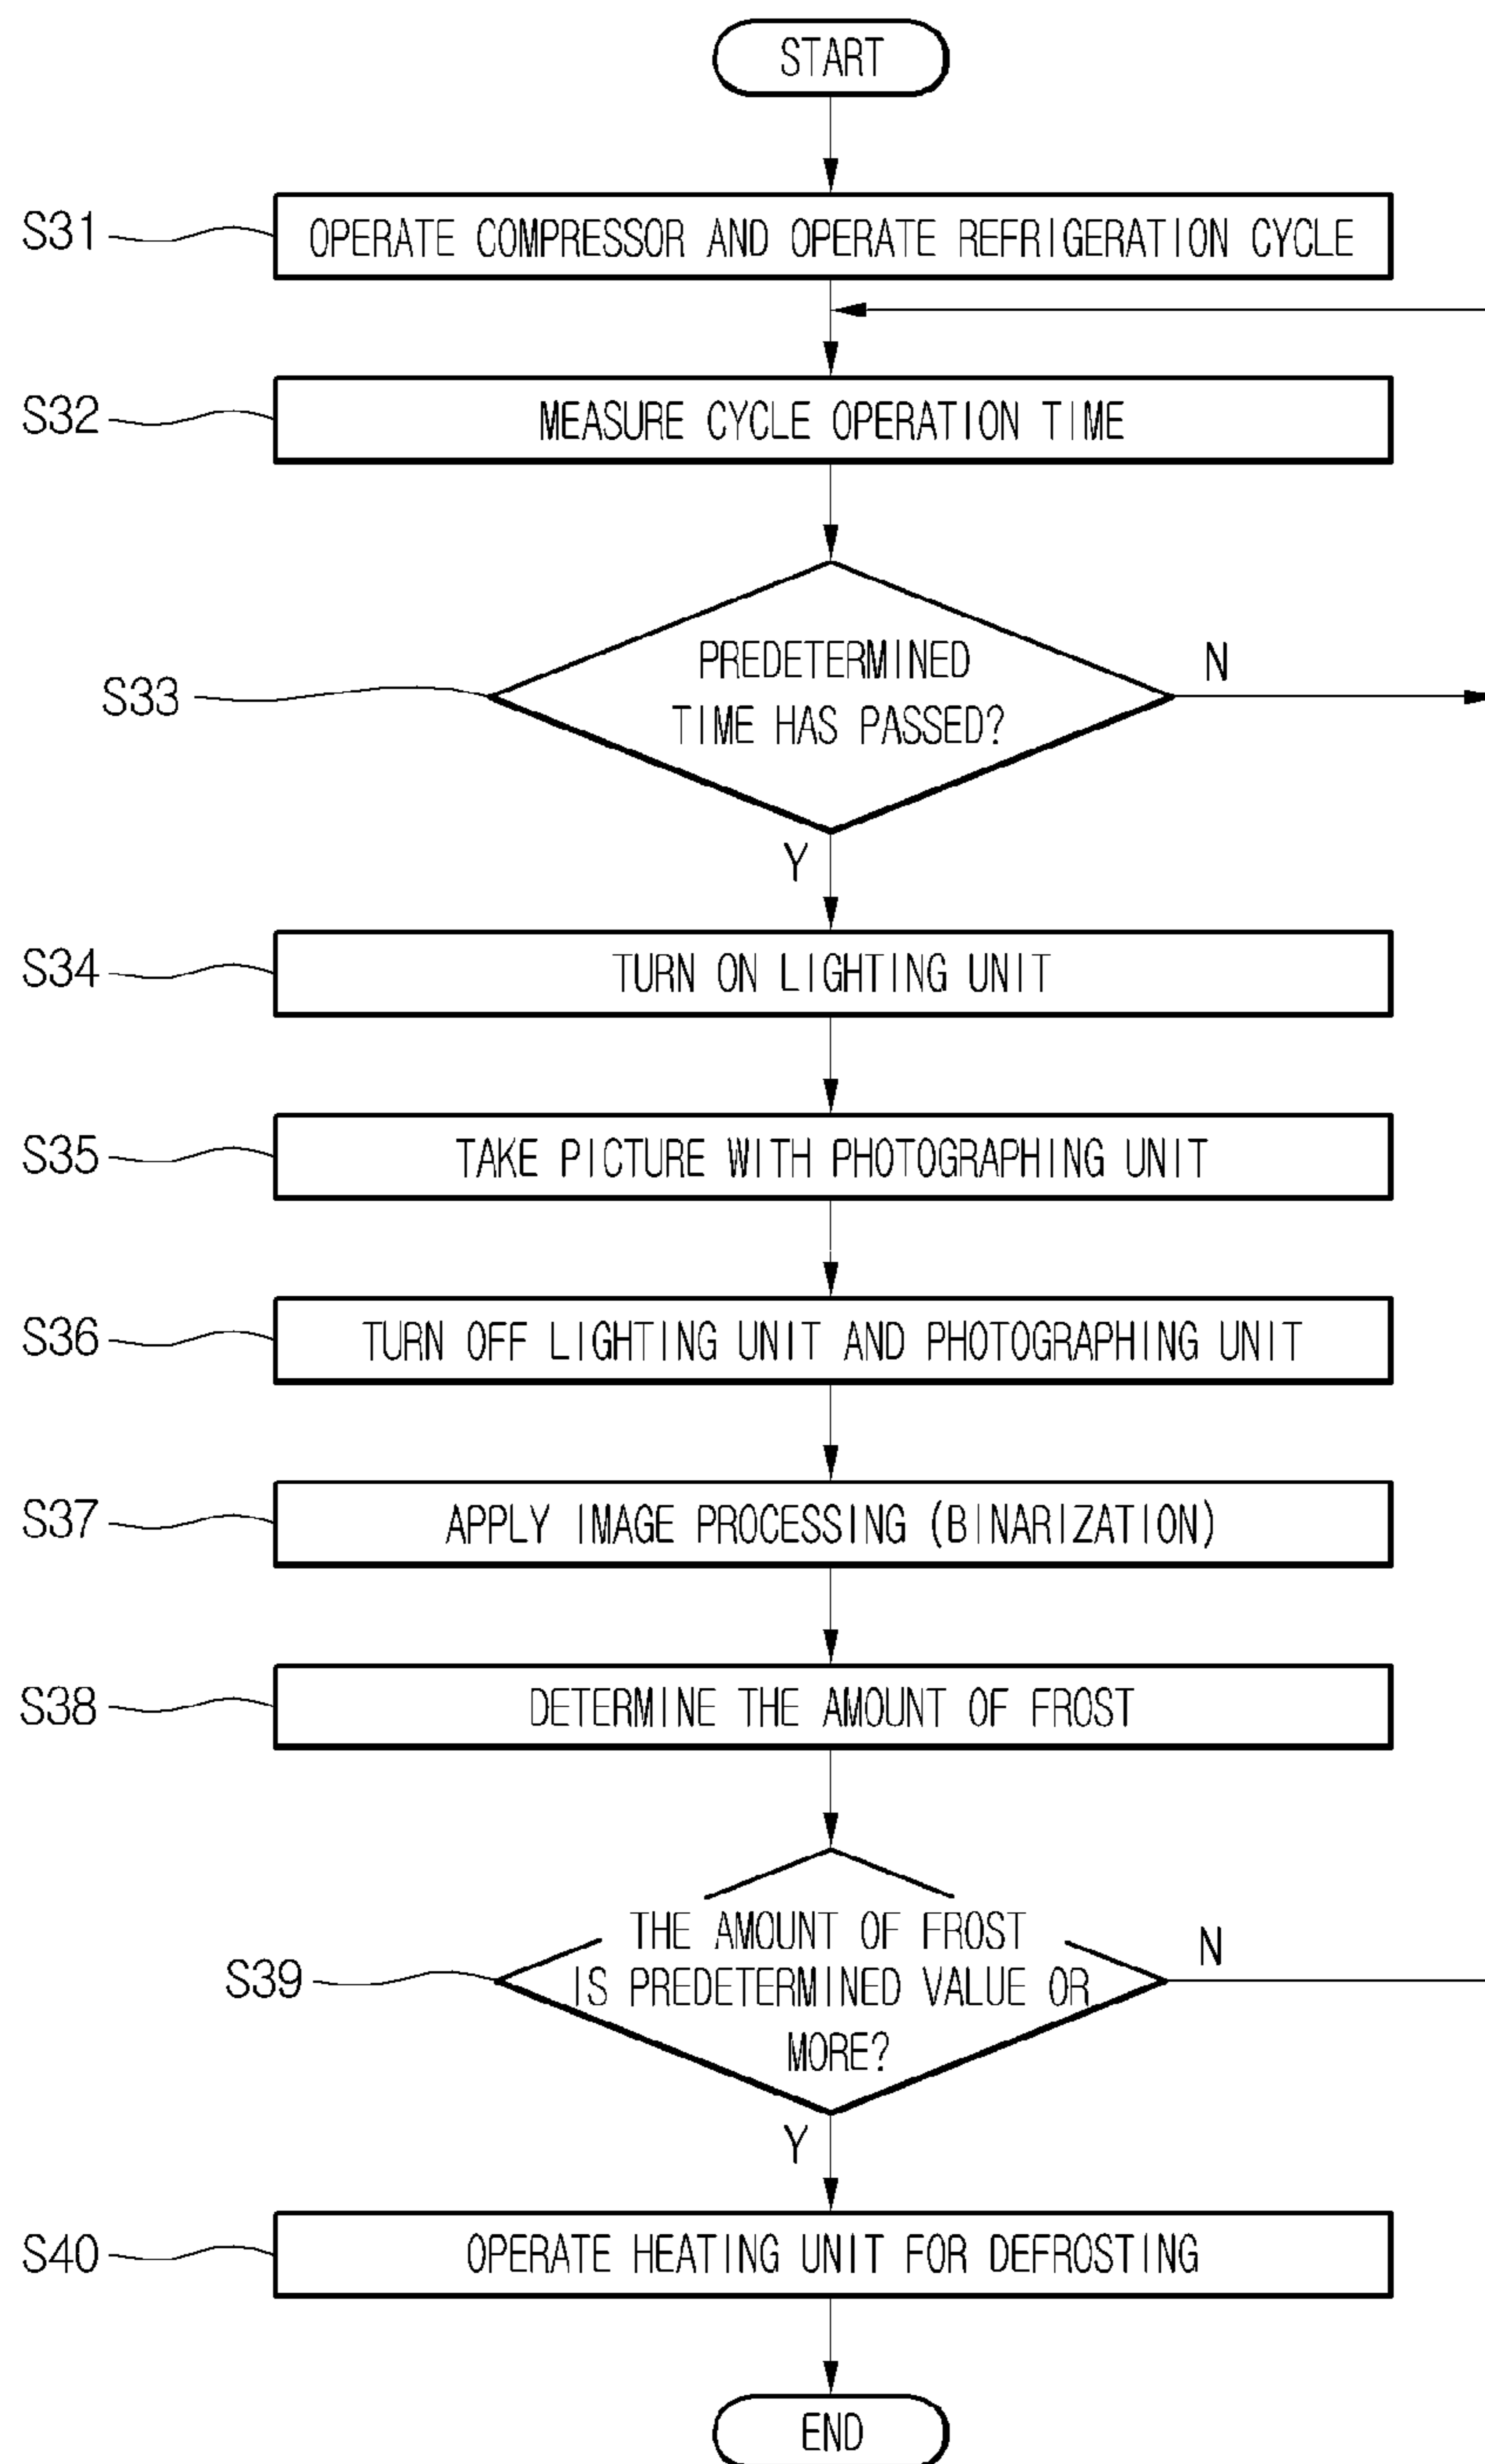 START
S31
OPERATE COMPRESSOR AND OPERATE REFRIGERATION CYCLE
S32
MEASURE CYCLE OPERATION TIME
S33
PREDETERMINED
TIME HAS PASSED?
N
Y
S34
TURN ON LIGHTING UNIT
S35
TAKE PICTURE WITH PHOTOGRAPHING UNIT
S36
TURN OFF LIGHTING UNIT AND PHOTOGRAPHING UNIT
S37
APPLY IMAGE PROCESSING (BINARIZATION)
S38
DETERMINE THE AMOUNT OF FROST
S39
THE AMOUNT OF FROST
IS PREDETERMINED VALUE OR
MORE?
N
Y
S40
OPERATE HEATING UNIT FOR DEFROSTING
END